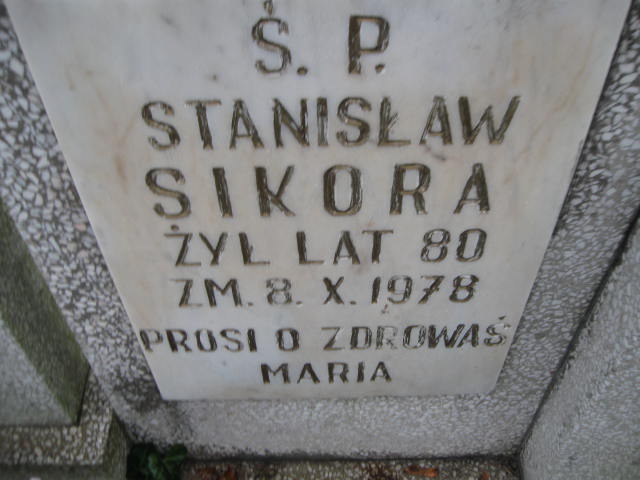 Ś. P.
STANISŁAW
SIKORA
ŻYŁ LAT 80
ZM. 8. X. 1978
PROSI O ZDROWAŚ
MARIA